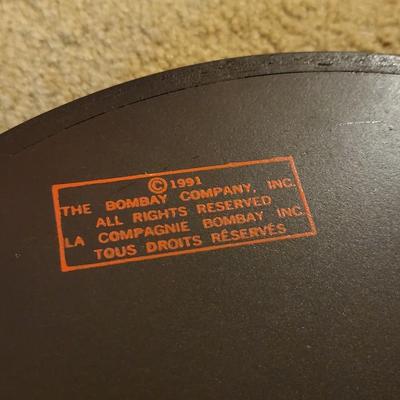 ©1991
THE BOMBAY COMPANY, INC.
ALL RIGHTS RESERVED
LA COMPAGNIE BOMBAY INC.
TOUS DROITS RÉSERVÉS